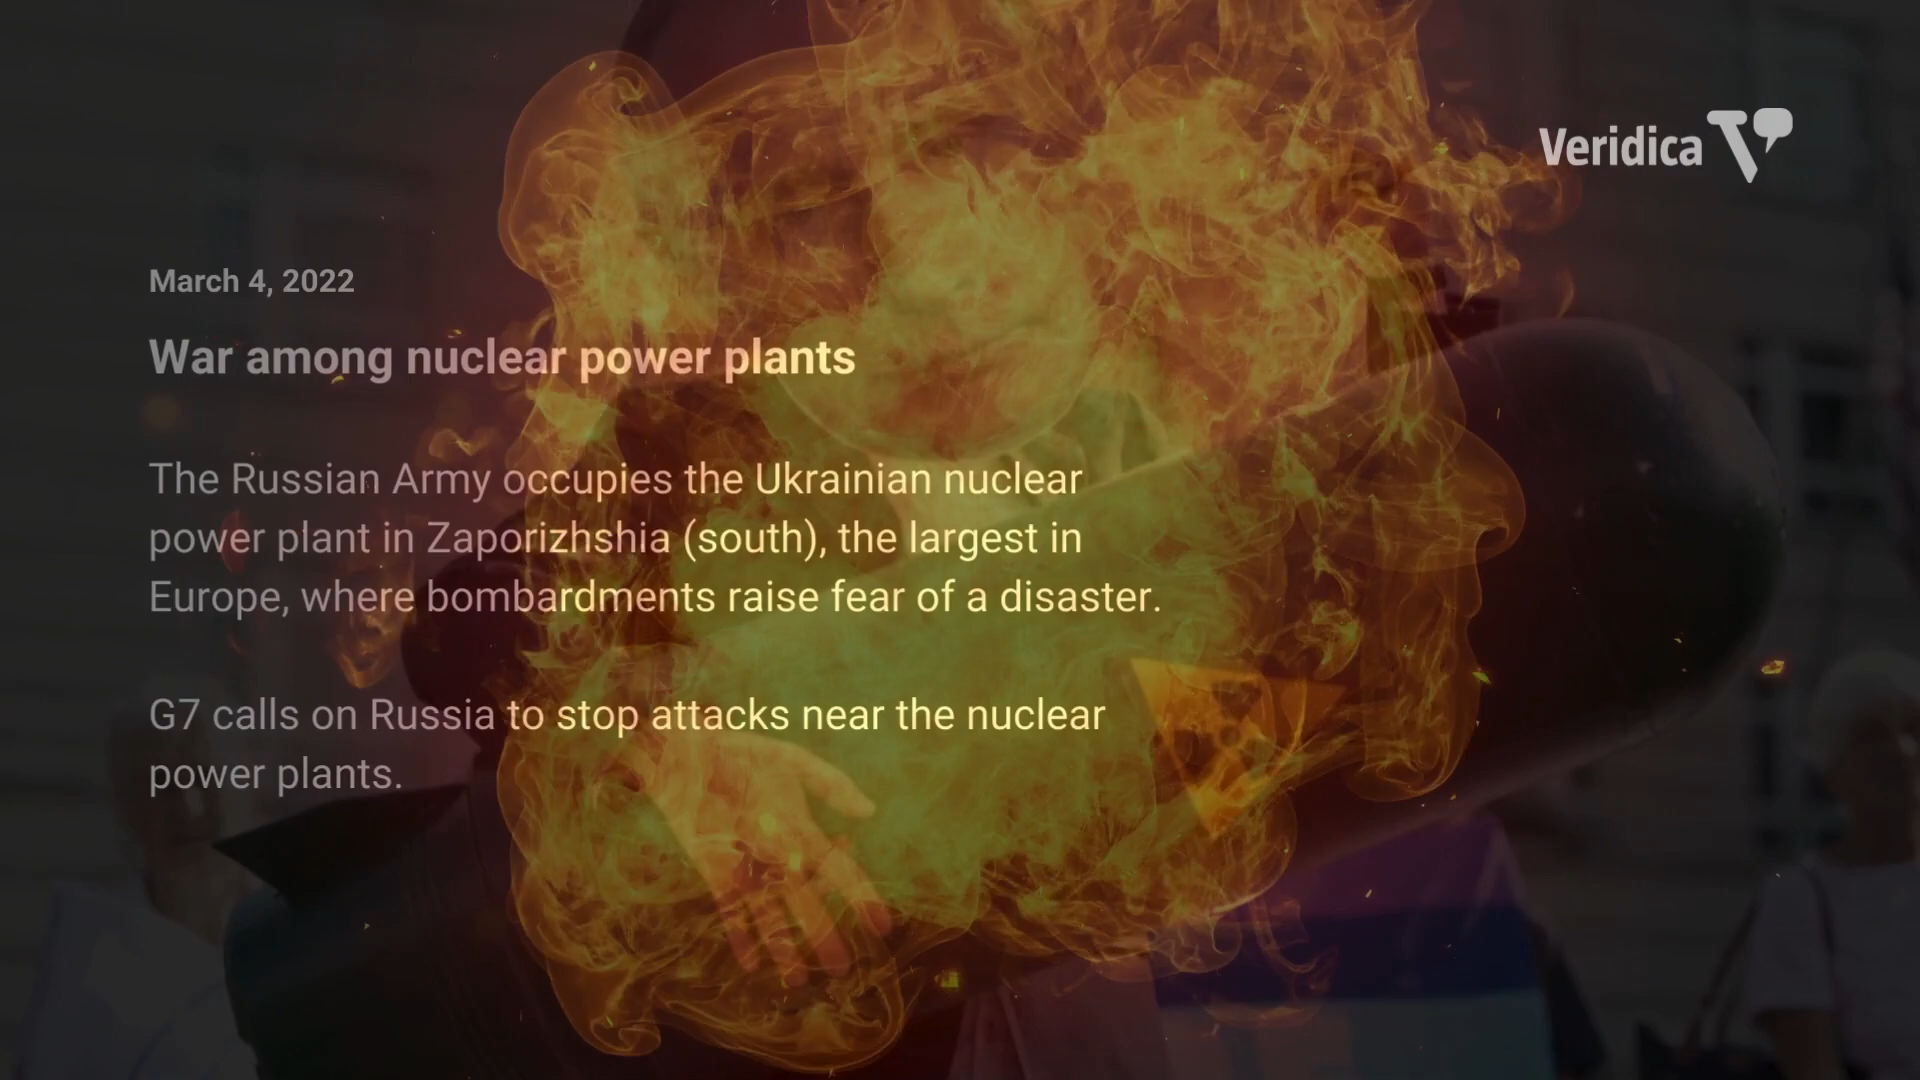 Veridica
March 4, 2022
War among nuclear power plants
The Russian Army occupies the Ukrainian nuclear
power plant in Zaporizhshia (south), the largest in
Europe, where bombardments raise fear of a disaster.
G7 calls on Russia to stop attacks near the nuclear
power plants.